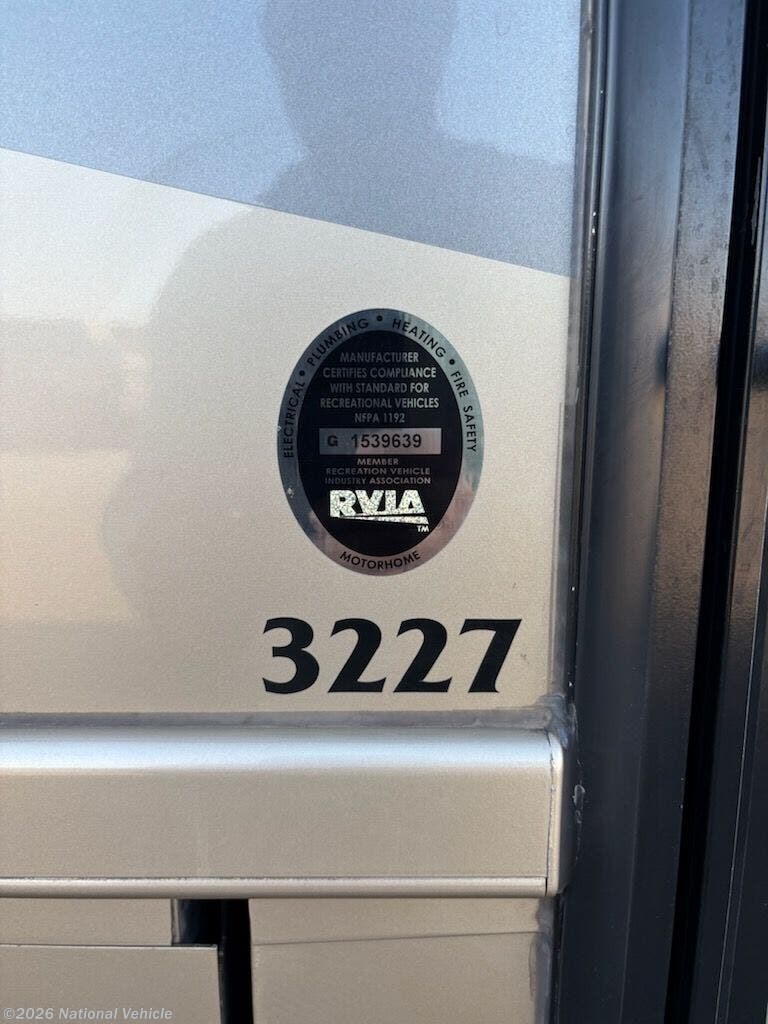 ELECTRICAL • PLUMBING • HEATING • FIRE SAFETY
MANUFACTURER
CERTIFIES COMPLIANCE
WITH STANDARD FOR
RECREATIONAL VEHICLES
NFPA 1192
G 1539639
MEMBER
RECREATION VEHICLE
INDUSTRY ASSOCIATION
RVIA
TM
MOTORHOME
3227
©2026 National Vehicle